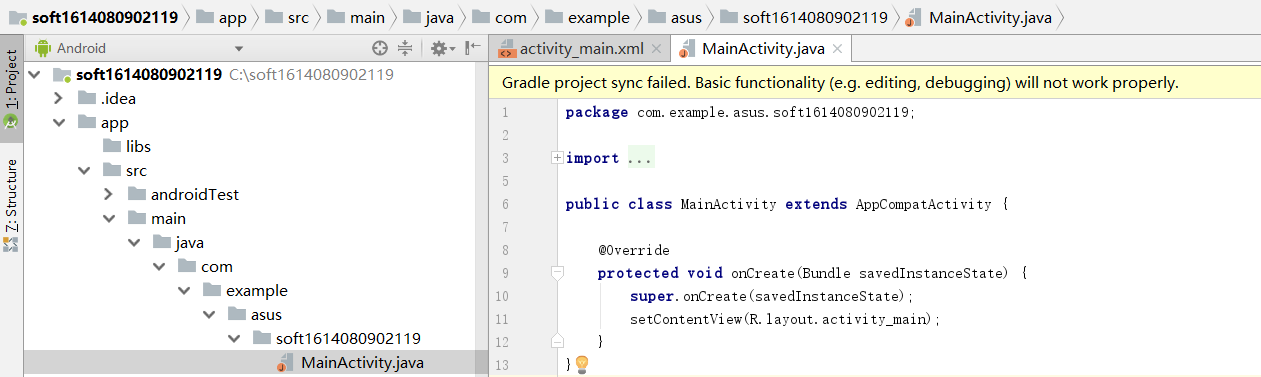 soft1614080902119 app src main java com example asus soft1614080902119 MainActivity.java
1: Project
7: Structure
Android
soft1614080902119 C:\soft1614080902119
.idea
app
libs
src
androidTest
main
java
com
example
asus
soft1614080902119
MainActivity.java
activity_main.xml MainActivity.java
Gradle project sync failed. Basic functionality (e.g. editing, debugging) will not work properly.
1 package com.example.asus.soft1614080902119;
2
3 import ...
5
6 public class MainActivity extends AppCompatActivity {
7
8 @Override
9 protected void onCreate(Bundle savedInstanceState) {
10 super.onCreate(savedInstanceState);
11 setContentView(R.layout.activity_main);
12 }
13 }